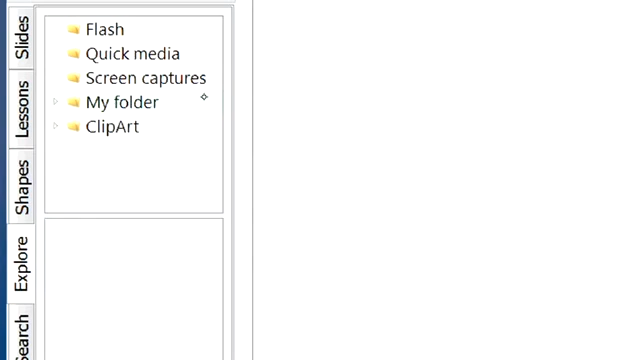 Slides
Lessons
Shapes
Explore
Flash
Quick media
Screen captures
My folder
ClipArt